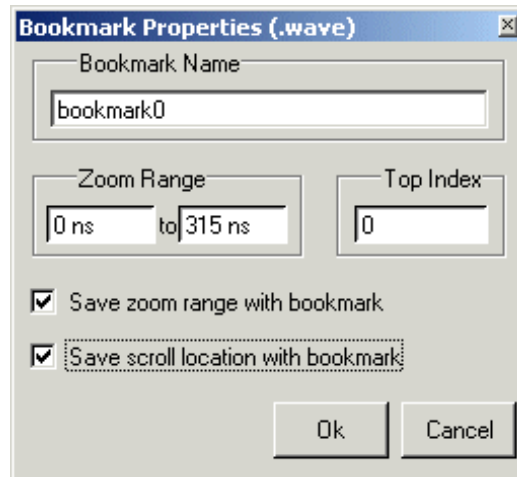 Bookmark Properties (.wave)
Bookmark Name
bookmark0
Zoom Range
Top Index
0 ns to 315 ns
0
Save zoom range with bookmark
Save scroll location with bookmark
Ok Cancel